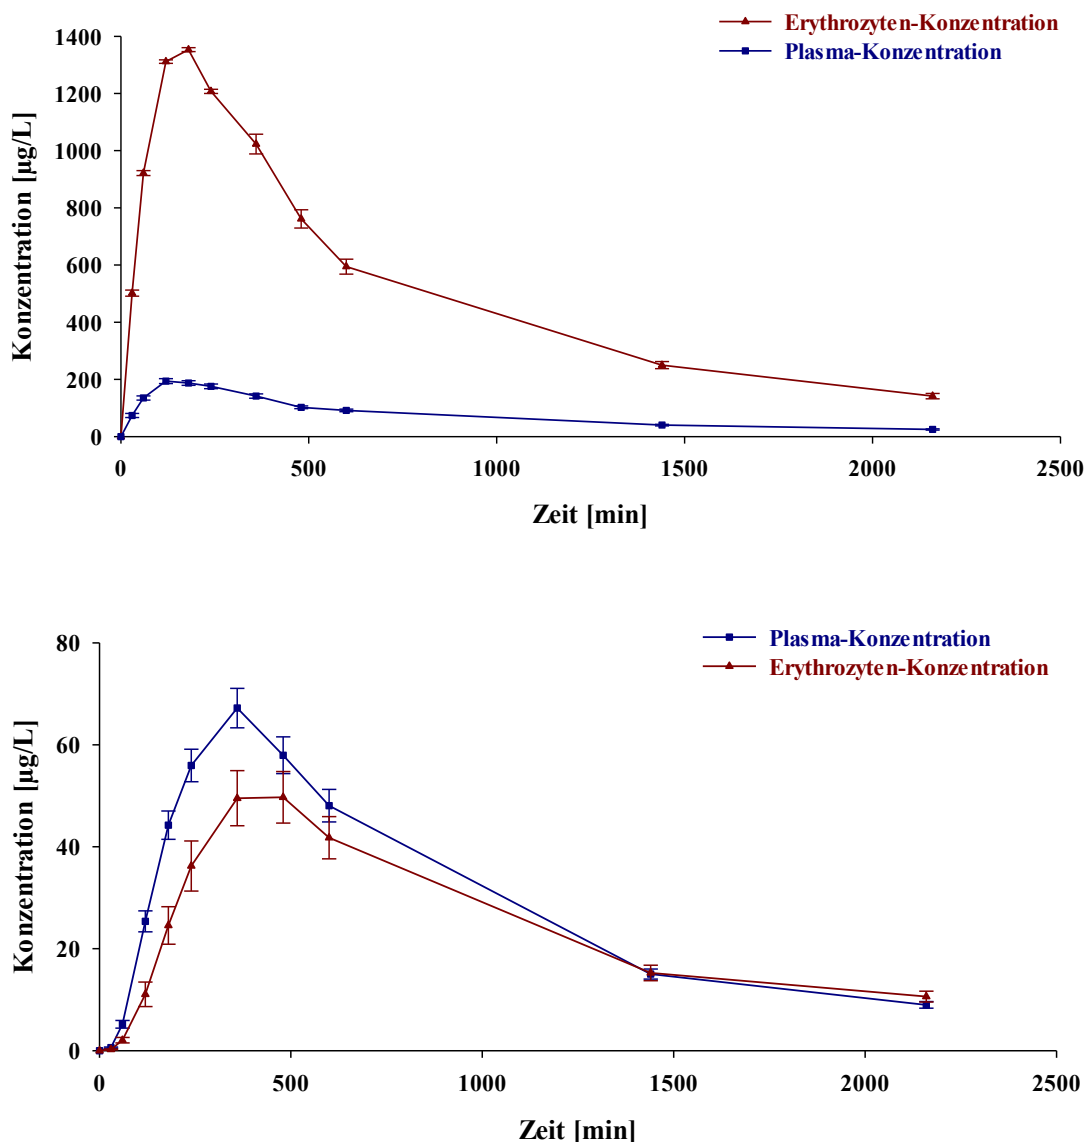 Erythrozyten-Konzentration
Plasma-Konzentration
Konzentration [µg/L]
1400
1200
1000
800
600
400
200
0
0 500 1000 1500 2000 2500
Zeit [min]
Plasma-Konzentration
Erythrozyten-Konzentration
Konzentration [µg/L]
80
60
40
20
0
0 500 1000 1500 2000 2500
Zeit [min]